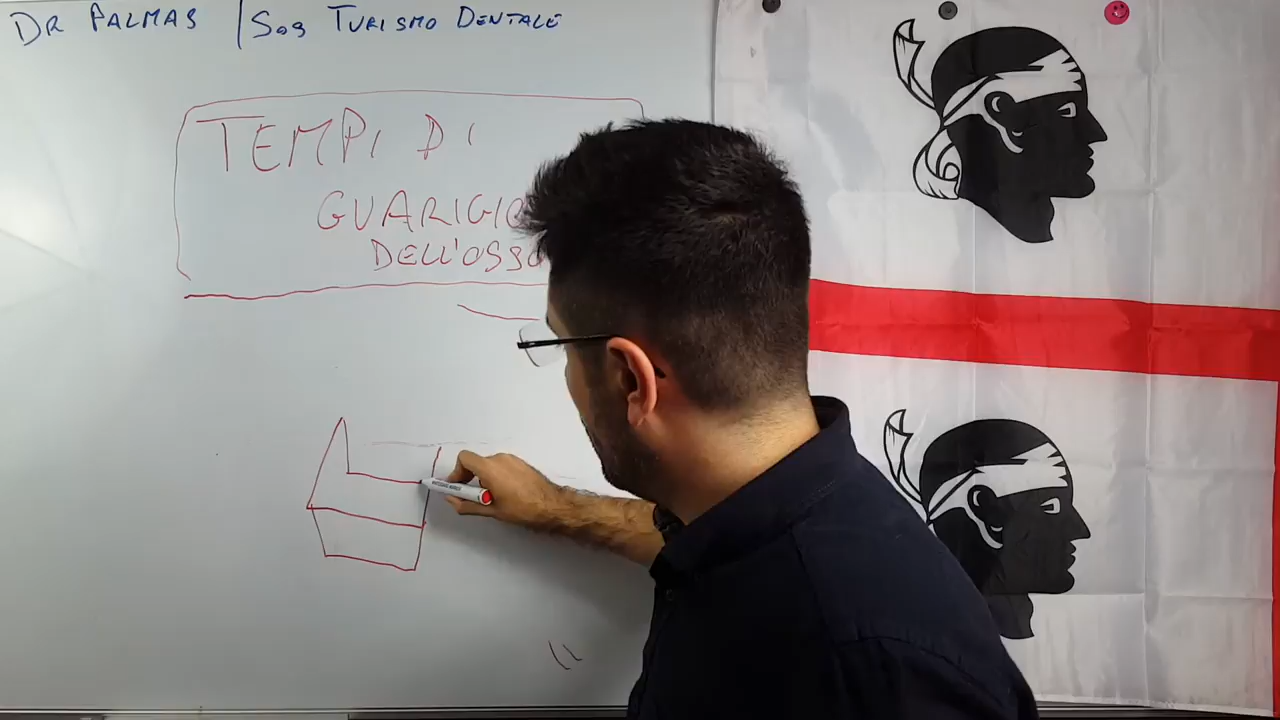 DR PALMAS | SOS TURISMO DENTALE
TEMPI DI
GUARIGIO
DELL'OSSO